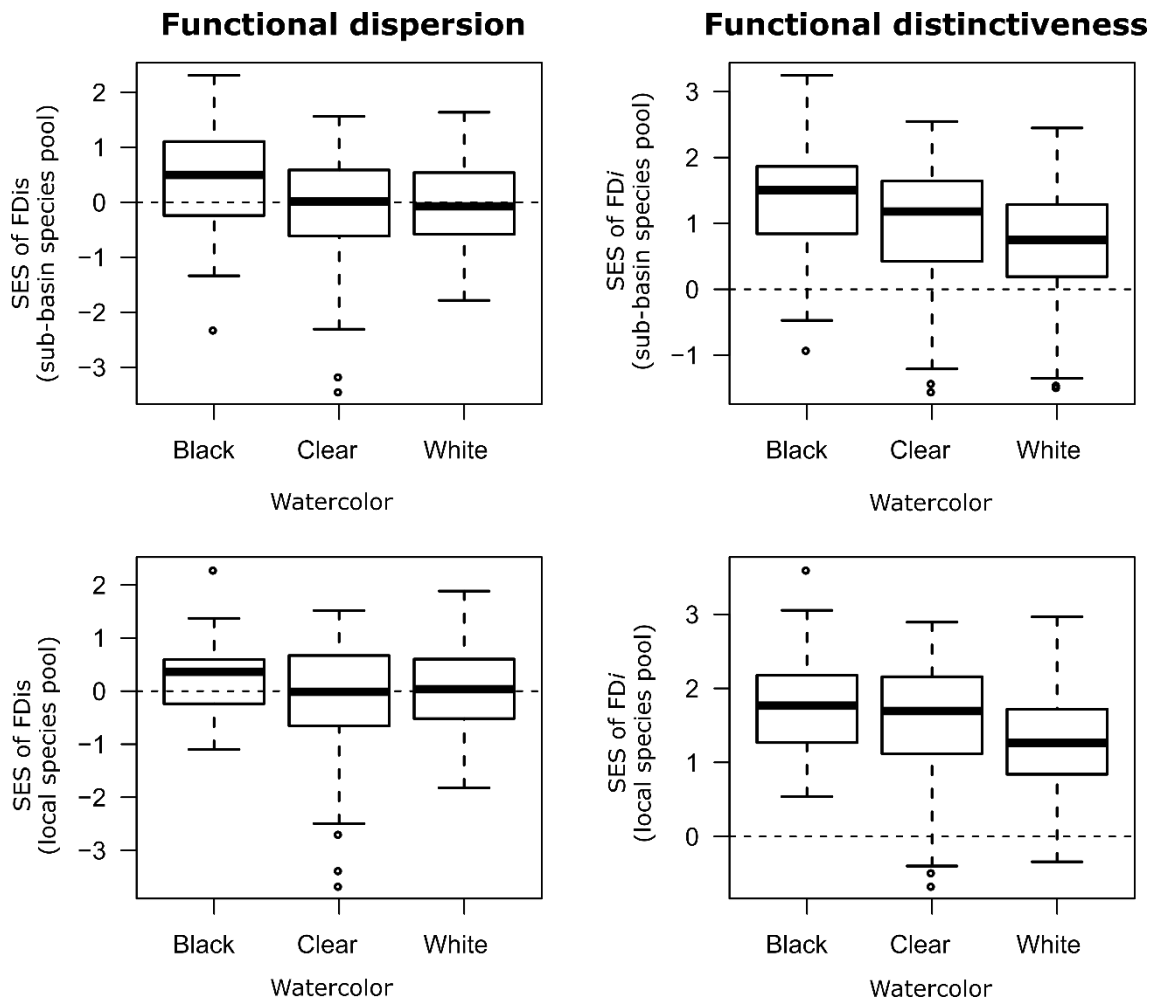 Functional dispersion
SES of FDis
(sub-basin species pool)
2
1
0
−1
−2
−3
Black Clear White
Watercolor
Functional distinctiveness
SES of FDi
(sub-basin species pool)
3
2
1
0
−1
Black Clear White
Watercolor
SES of FDis
(local species pool)
2
1
0
−1
−2
−3
Black Clear White
Watercolor
SES of FDi
(local species pool)
3
2
1
0
Black Clear White
Watercolor